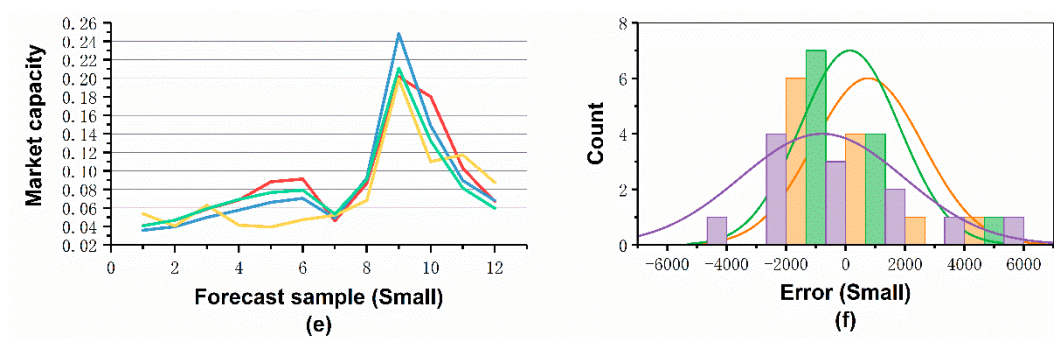 0.26
0.24
0.22
0.20
0.18
0.16
0.14
0.12
0.10
0.08
0.06
0.04
0.02
Market capacity
0 2 4 6 8 10 12
Forecast sample (Small)
(e)
8
6
4
2
0
Count
−6000 −4000 −2000 0 2000 4000 6000
Error (Small)
(f)